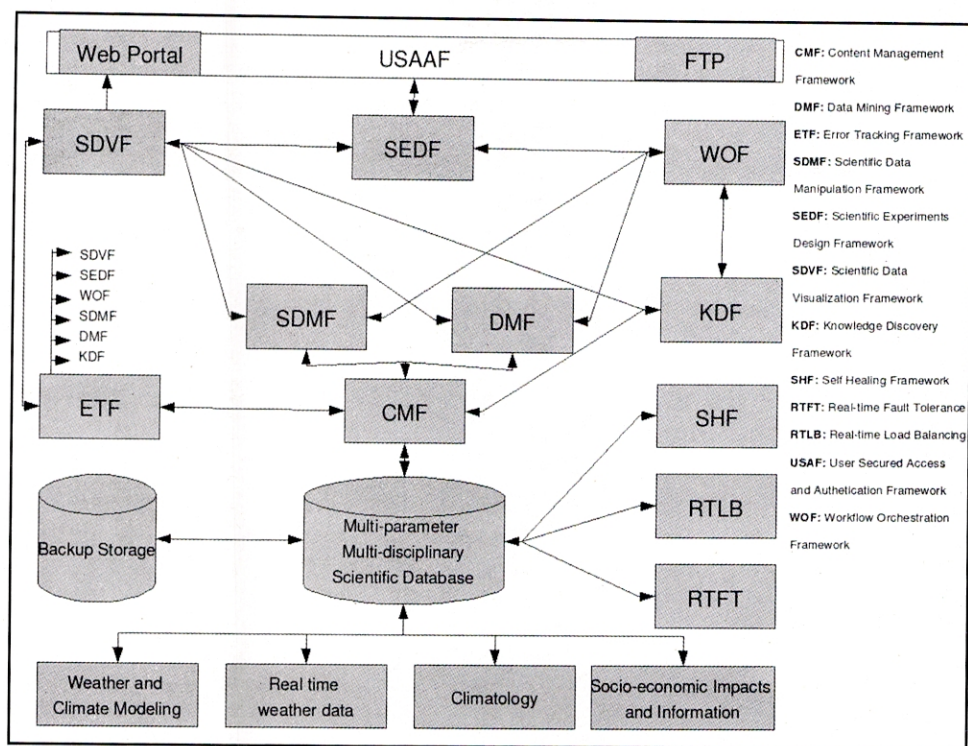 Web Portal
USAAF
FTP
SDVF
SEDF
WOF
SDVF
SEDF
WOF
SDMF
DMF
KDF
SDMF
DMF
KDF
ETF
CMF
SHF
Backup Storage
Multi-parameter
Multi-disciplinary
Scientific Database
RTLB
RTFT
Weather and
Climate Modeling
Real time
weather data
Climatology
Socio-economic Impacts
and Information
CMF: Content Management
Framework
DMF: Data Mining Framework
ETF: Error Tracking Framework
SDMF: Scientific Data
Manipulation Framework
SEDF: Scientific Experiments
Design Framework
SDVF: Scientific Data
Visualization Framework
KDF: Knowledge Discovery
Framework
SHF: Self Healing Framework
RTFT: Real-time Fault Tolerance
RTLB: Real-time Load Balancing
USAF: User Secured Access
and Authetication Framework
WOF: Workflow Orchestration
Framework